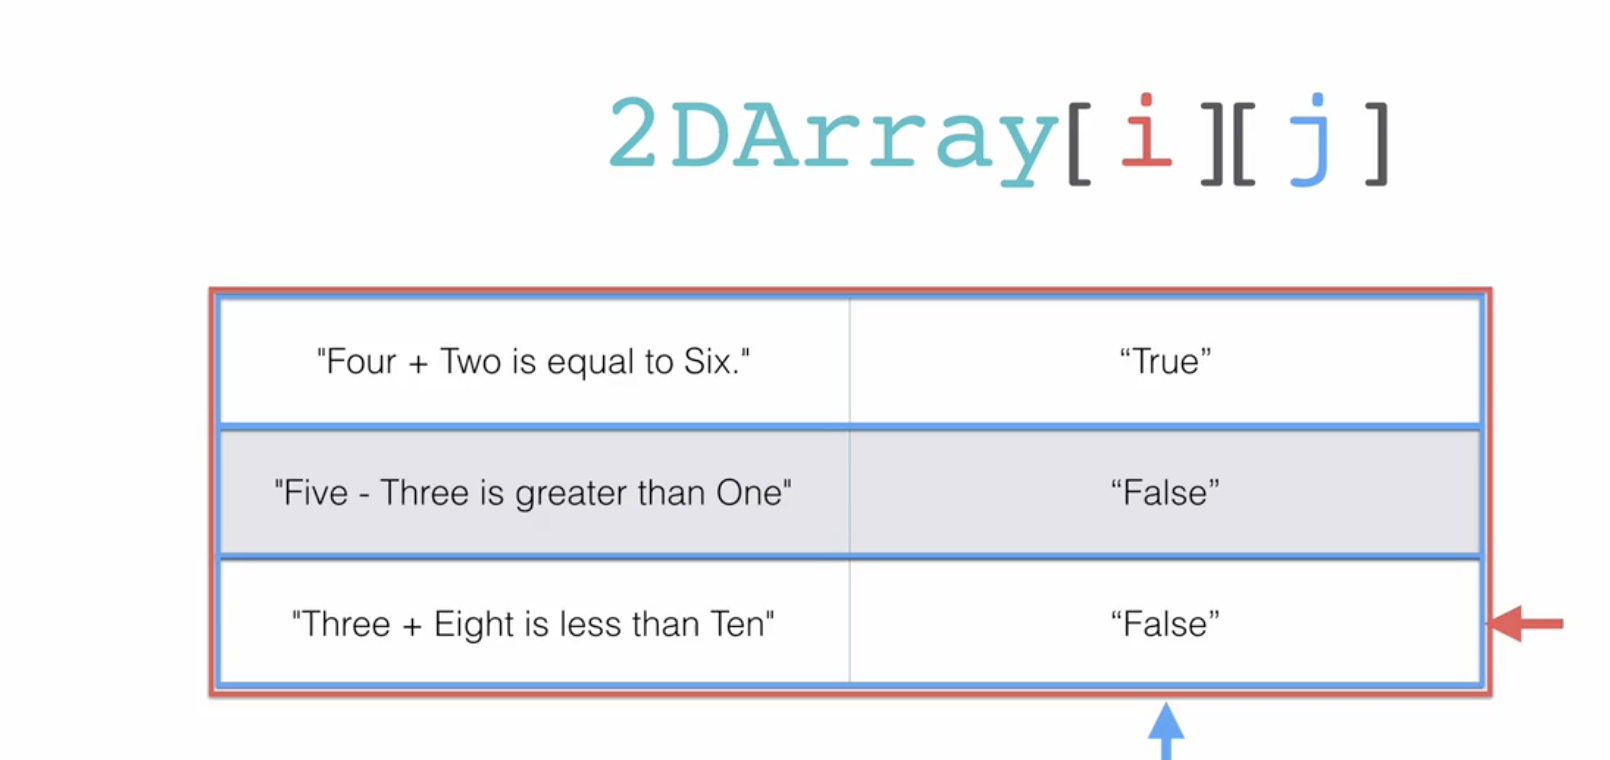 2DArray[ i ][ j ]
"Four + Two is equal to Six." “True”
"Five - Three is greater than One" “False”
"Three + Eight is less than Ten" “False”